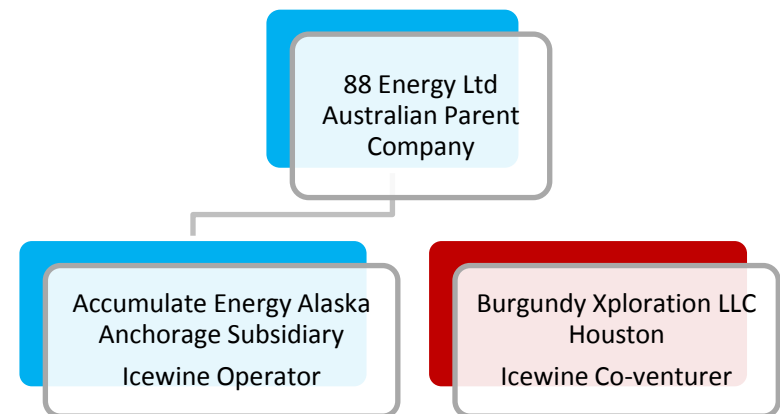 88 Energy Ltd
Australian Parent
Company
Accumulate Energy Alaska
Anchorage Subsidiary
Icewine Operator
Burgundy Xploration LLC
Houston
Icewine Co-venturer